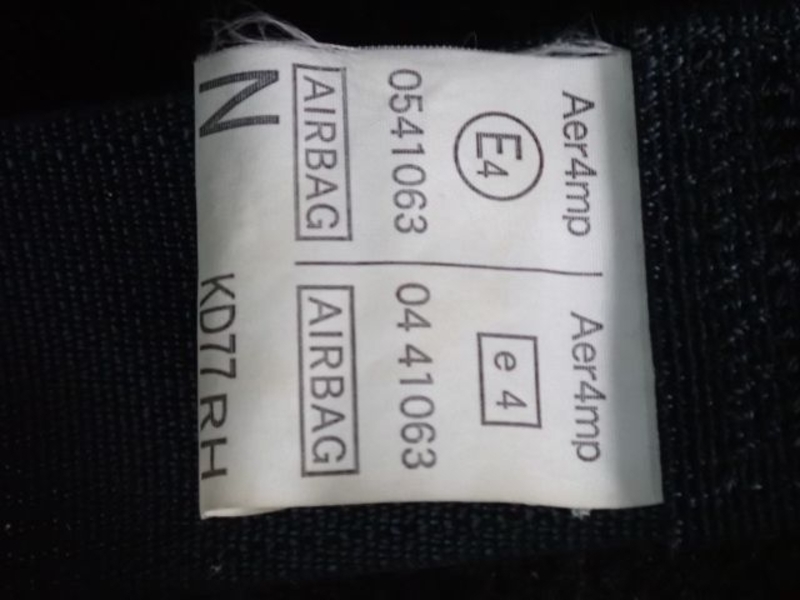 Aer4mp Aer4mp
E4 e 4
0541063 04 41063
AIRBAG AIRBAG
N KD77 RH